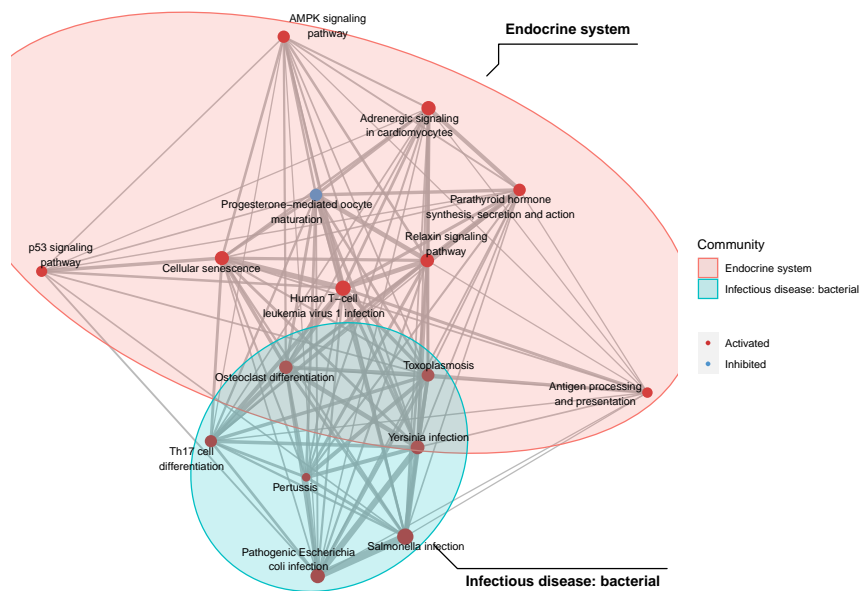 AMPK signaling
pathway
Endocrine system
Adrenergic signaling
in cardiomyocytes
Progesterone−mediated oocyte
maturation
Parathyroid hormone
synthesis, secretion and action
p53 signaling
pathway
Relaxin signaling
pathway
Cellular senescence
Human T−cell
leukemia virus 1 infection
Community
Endocrine system
Infectious disease: bacterial
Activated
Inhibited
Osteoclast differentiation
Toxoplasmosis
Antigen processing
and presentation
Yersinia infection
Th17 cell
differentiation
Pertussis
Salmonella infection
Pathogenic Escherichia
coli infection
Infectious disease: bacterial